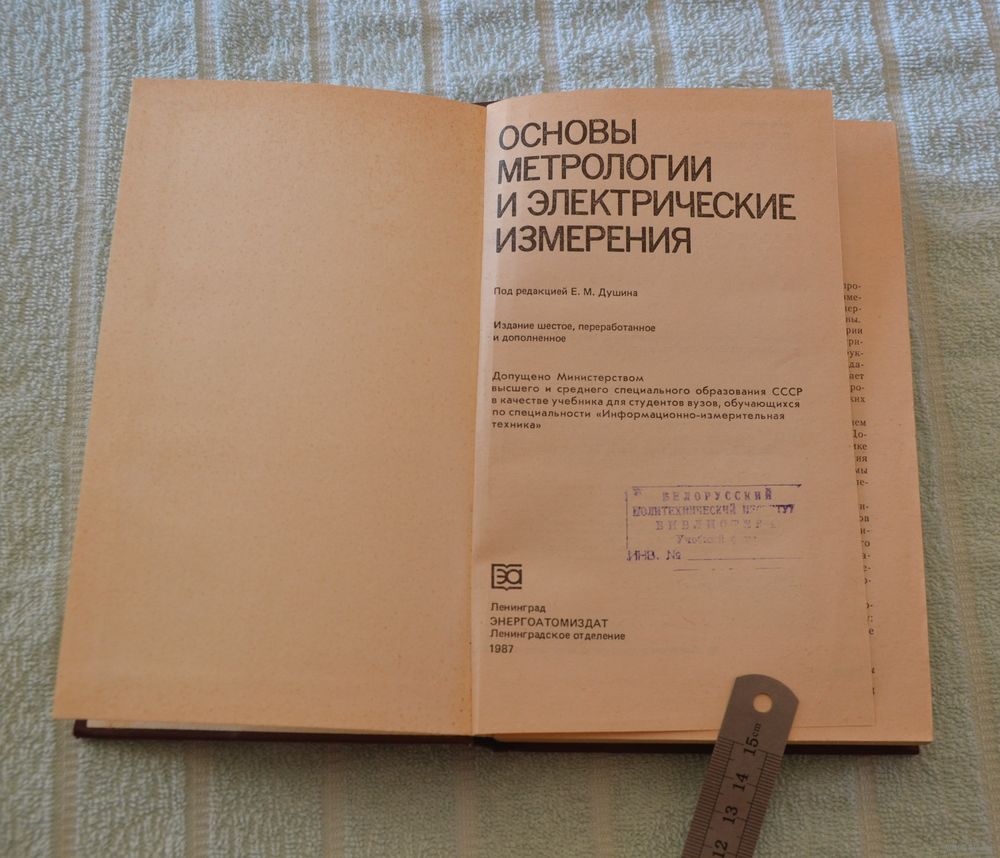 ОСНОВЫ
МЕТРОЛОГИИ
И ЭЛЕКТРИЧЕСКИЕ
ИЗМЕРЕНИЯ
Под редакцией Е. М. Душина
Издание шестое, переработанное
и дополненное
Допущено Министерством
высшего и среднего специального образования СССР
в качестве учебника для студентов вузов, обучающихся
по специальности «Информационно-измерительная
техника»
БЕЛОРУССКИЙ
ПОЛИТЕХНИЧЕСКИЙ ИНСТИТУТ
БИБЛИОТЕКА
ИНВ. №
эа
Ленинград
ЭНЕРГОАТОМИЗДАТ
Ленинградское отделение
1987
15cm
14
13
12